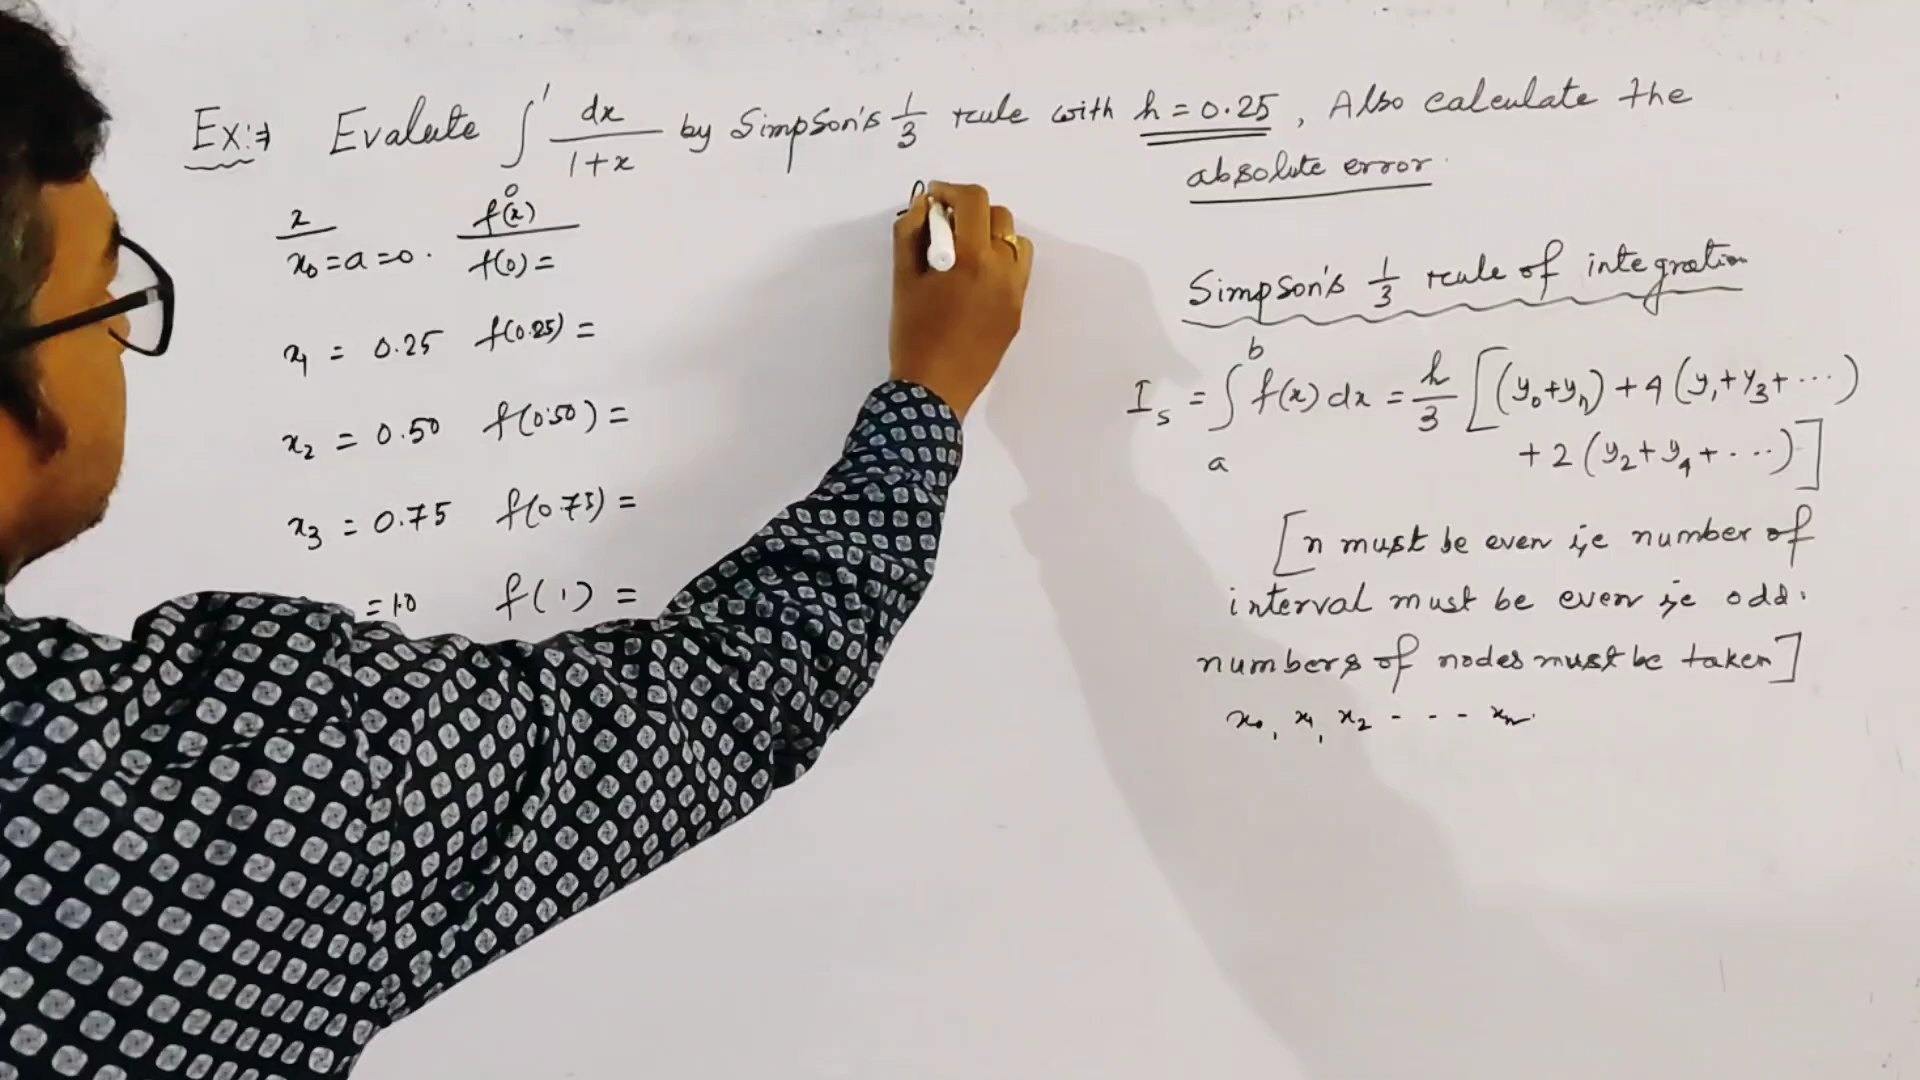 Ex:⇒ Evalute ∫₀¹ dx/(1+x) by Simpson's 1/3 rule with h = 0.25, Also calculate the
absolute error.
x f(x)
x₀ = a = 0. f(0) =
x₁ = 0.25 f(0.25) =
x₂ = 0.50 f(0.50) =
x₃ = 0.75 f(0.75) =
= 1.0 f(1) =
Simpson's 1/3 rule of integration
I_s = ∫ₐᵇ f(x) dx = h/3 [(y₀+yₙ) + 4 (y₁+y₃+ ...)
+ 2 (y₂+y₄+ ...)]
[n must be even i,e number of
interval must be even i,e odd.
numbers of nodes must be taken]
x₀, x₁, x₂ - - - xₙ.